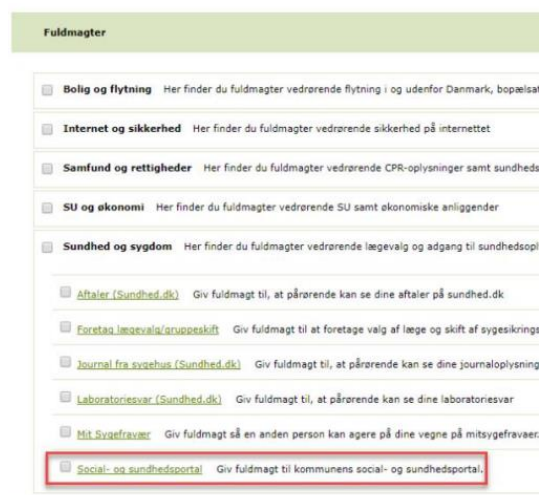 Fuldmagter
Bolig og flytning Her finder du fuldmagter vedrørende flytning i og udenfor Danmark, bopælsat
Internet og sikkerhed Her finder du fuldmagter vedrørende sikkerhed på internettet
Samfund og rettigheder Her finder du fuldmagter vedrørende CPR-oplysninger samt sundheds
SU og økonomi Her finder du fuldmagter vedrørende SU samt økonomiske anliggender
Sundhed og sygdom Her finder du fuldmagter vedrørende lægevalg og adgang til sundhedsopl
Aftaler (Sundhed.dk) Giv fuldmagt til, at pårørende kan se dine aftaler på sundhed.dk
Foretag lægevalg/gruppeskift Giv fuldmagt til at foretage valg af læge og skift af sygesikrings
Journal fra sygehus (Sundhed.dk) Giv fuldmagt til, at pårørende kan se dine journaloplysning
Laboratoriesvar (Sundhed.dk) Giv fuldmagt til, at pårørende kan se dine laboratoriesvar
Mit Sygefravær Giv fuldmagt så en anden person kan agere på dine vegne på mitsygefravaer.
Social- og sundhedsportal Giv fuldmagt til kommunens social- og sundhedsportal.